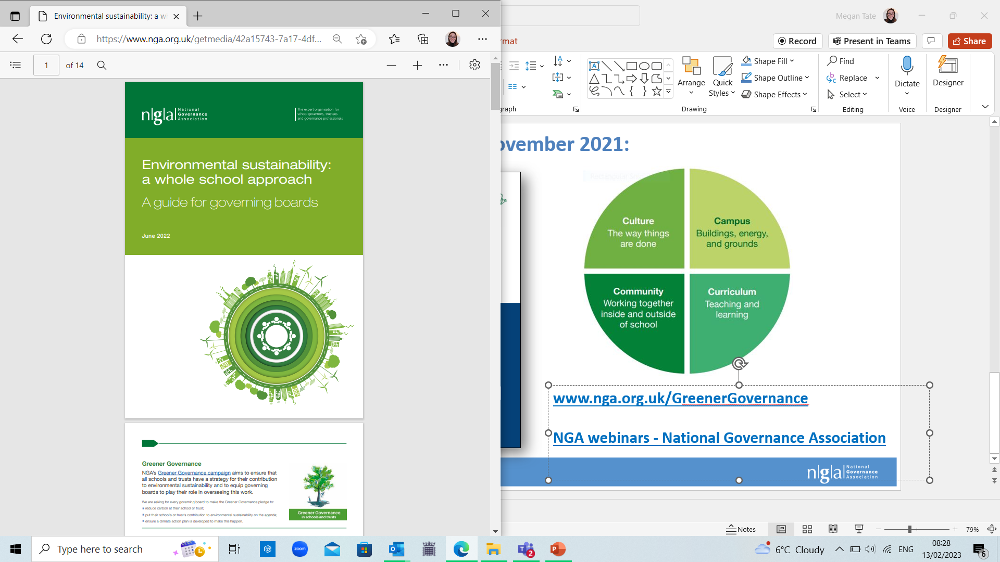 Environmental sustainability: a w
https://www.nga.org.uk/getmedia/42a15743-7a17-4df...
1 of 14
n|g|a| National
Governance
Association
The expert organisation for
school governors, trustees
and governance professionals
Environmental sustainability:
a whole school approach
A guide for governing boards
June 2022
Greener Governance
NGA's Greener Governance campaign aims to ensure that
all schools and trusts have a strategy for their contribution
to environmental sustainability and to equip governing
boards to play their role in overseeing this work.
We are asking for every governing board to make the Greener Governance pledge to:
reduce carbon at their school or trust;
put their school's or trust's contribution to environmental sustainability on the agenda;
ensure a climate action plan is developed to make this happen.
Greener Governance
in schools and trusts
Megan Tate
rmat
Record
Present in Teams
Share
Arrange
Quick
Styles
Shape Fill
Shape Outline
Shape Effects
Find
Replace
Select
Dictate
Designer
graph
Drawing
Editing
Voice
Designer
ovember 2021:
Culture
The way things
are done
Campus
Buildings, energy,
and grounds
Community
Working together
inside and outside
of school
Curriculum
Teaching and
learning
www.nga.org.uk/GreenerGovernance
NGA webinars - National Governance Association
n|g|a| National
Governance
Association
Notes
79%
Type here to search
zoom
2
6°C Cloudy
ENG
08:28
13/02/2023
6